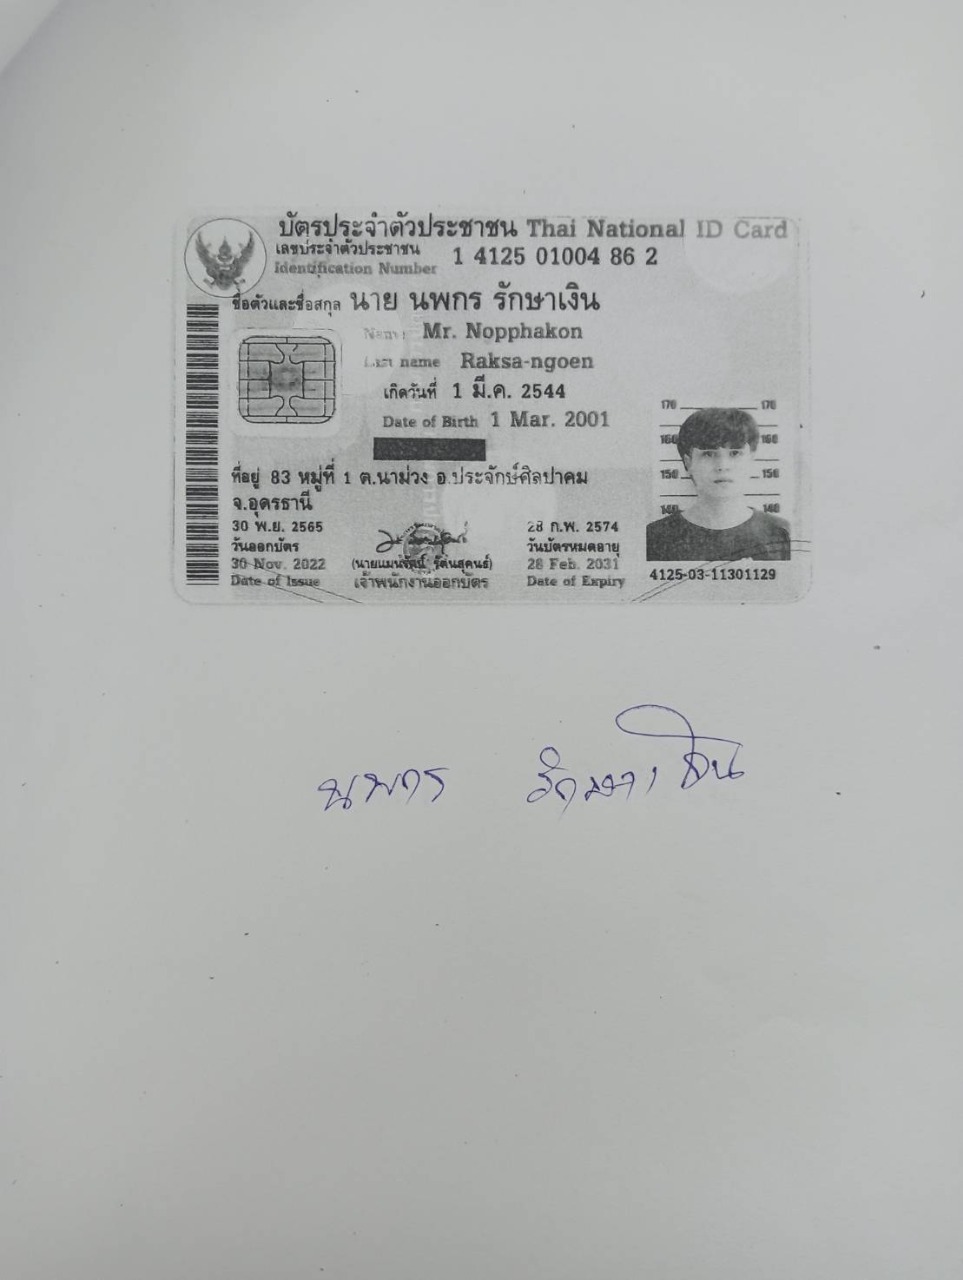 บัตรประจำตัวประชาชน Thai National ID Card
เลขประจำตัวประชาชน 1 4125 01004 86 2
Identification Number
ชื่อตัวและชื่อสกุล นาย นพกร รักษาเงิน
Name Mr. Nopphakon
Last name Raksa-ngoen
เกิดวันที่ 1 มี.ค. 2544
Date of Birth 1 Mar. 2001
ที่อยู่ 83 หมู่ที่ 1 ต.นาม่วง อ.ประจักษ์ศิลปาคม
จ.อุดรธานี
30 พ.ย. 2565
วันออกบัตร
30 Nov. 2022
Date of Issue
เจ้าพนักงานออกบัตร
28 ก.พ. 2574
วันบัตรหมดอายุ
28 Feb. 2031
Date of Expiry
170 170
160 160
150 150
140 140
4125-03-11301129
นพกร รักษาเงิน